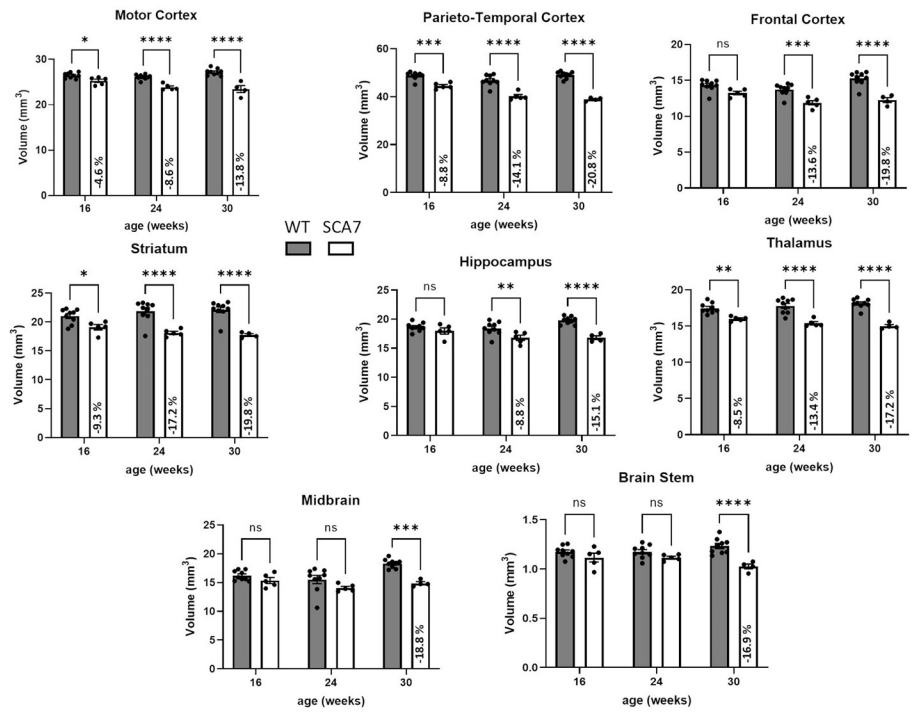 Motor Cortex
* **** ****
Volume (mm3)
30
20
10
0
-4.6 % -8.6 % -13.8 %
16 24 30
age (weeks)
Parieto-Temporal Cortex
*** **** ****
Volume (mm3)
60
40
20
0
-8.8 % -14.1 % -20.8 %
16 24 30
age (weeks)
Frontal Cortex
ns *** ****
Volume (mm3)
20
15
10
5
0
-13.6 % -19.8 %
16 24 30
age (weeks)
WT SCA7
Striatum
* **** ****
Volume (mm3)
25
20
15
10
5
0
-9.3 % -17.2 % -19.8 %
16 24 30
age (weeks)
Hippocampus
ns ** ****
Volume (mm3)
25
20
15
10
5
0
-8.8 % -15.1 %
16 24 30
age (weeks)
Thalamus
** **** ****
Volume (mm3)
25
20
15
10
5
0
-8.5 % -13.4 % -17.2 %
16 24 30
age (weeks)
Midbrain
ns ns ***
Volume (mm3)
25
20
15
10
5
0
-18.8 %
16 24 30
age (weeks)
Brain Stem
ns ns ****
Volume (mm3)
1.5
1.0
0.5
0.0
-16.9 %
16 24 30
age (weeks)